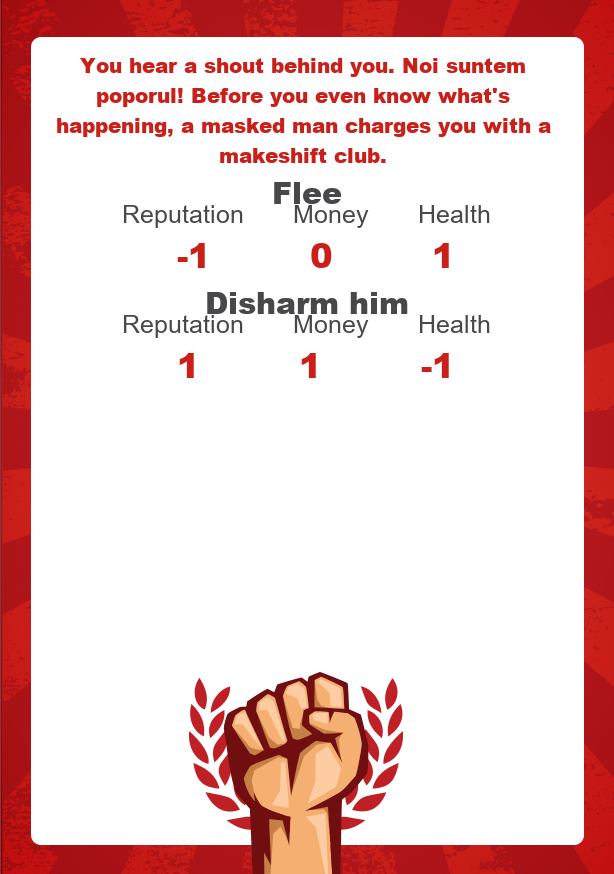 You hear a shout behind you. Noi suntem
poporul! Before you even know what's
happening, a masked man charges you with a
makeshift club.
Flee
Reputation Money Health
-1 0 1
Disharm him
Reputation Money Health
1 1 -1